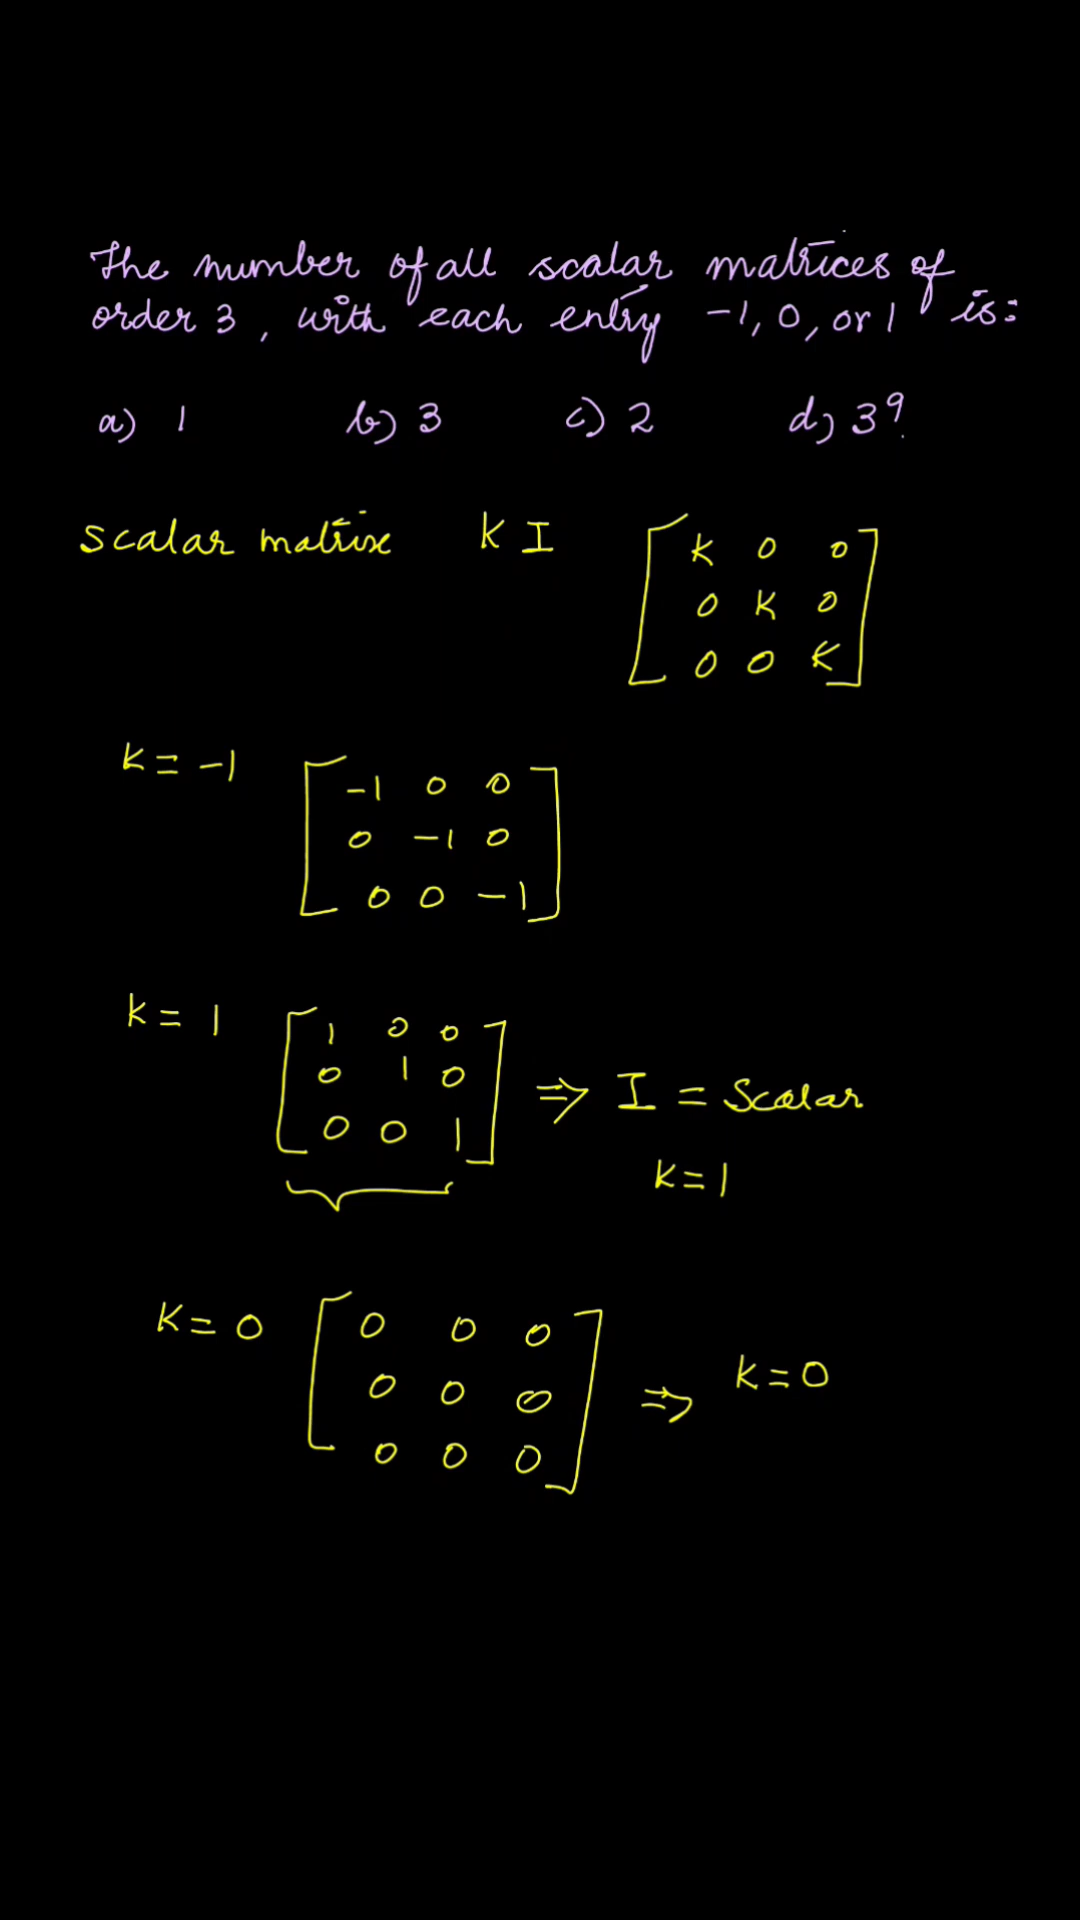 The number of all scalar matrices of
order 3, with each entry -1, 0, or 1 is:
a) 1 b) 3 c) 2 d) 3⁹
scalar matrix K I [K 0 0
0 K 0
0 0 K]
K = -1 [-1 0 0
0 -1 0
0 0 -1]
K = 1 [1 0 0
0 1 0
0 0 1] ⇒ I = Scalar
K = 1
K = 0 [0 0 0
0 0 0
0 0 0] ⇒ K = 0